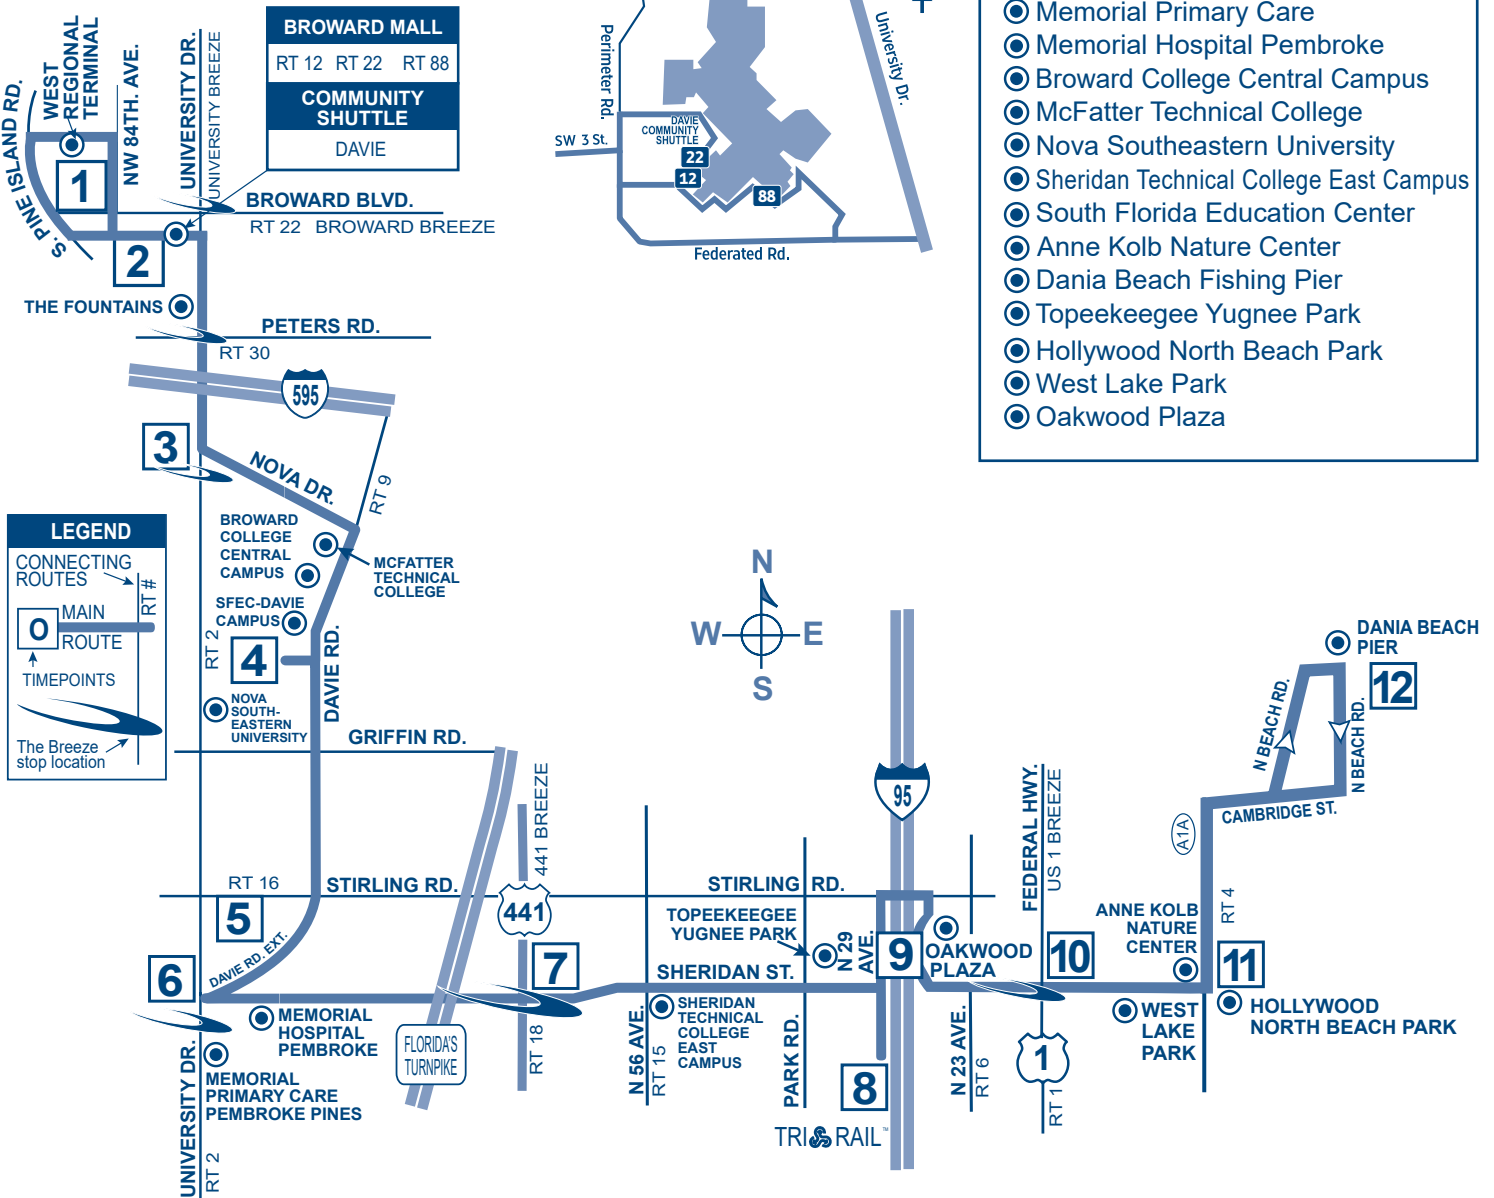 S. PINE ISLAND RD.
WEST
REGIONAL
TERMINAL
NW 84TH. AVE.
UNIVERSITY DR.
UNIVERSITY BREEZE
BROWARD MALL
RT 12 RT 22 RT 88
COMMUNITY
SHUTTLE
DAVIE
1
BROWARD BLVD.
RT 22 BROWARD BREEZE
2
THE FOUNTAINS
PETERS RD.
RT 30
595
3
NOVA DR.
RT 9
Perimeter Rd.
University Dr.
DAVIE
COMMUNITY
SHUTTLE
SW 3 St.
22
12
88
Federated Rd.
Memorial Primary Care
Memorial Hospital Pembroke
Broward College Central Campus
McFatter Technical College
Nova Southeastern University
Sheridan Technical College East Campus
South Florida Education Center
Anne Kolb Nature Center
Dania Beach Fishing Pier
Topeekeegee Yugnee Park
Hollywood North Beach Park
West Lake Park
Oakwood Plaza
LEGEND
CONNECTING
ROUTES
RT #
MAIN
O
ROUTE
TIMEPOINTS
The Breeze
stop location
BROWARD
COLLEGE
CENTRAL
CAMPUS
MCFATTER
TECHNICAL
COLLEGE
SFEC-DAVIE
CAMPUS
RT 2
4
DAVIE RD.
NOVA
SOUTH-
EASTERN
UNIVERSITY
GRIFFIN RD.
N
W E
S
95
441 BREEZE
FEDERAL HWY.
US 1 BREEZE
DANIA BEACH
PIER
12
N BEACH RD.
N BEACH RD.
CAMBRIDGE ST.
A1A
RT 4
RT 16
STIRLING RD.
STIRLING RD.
5
441
DAVIE RD. EXT.
6
7
TOPEEKEEGEE
YUGNEE PARK
N 29
AVE.
9
OAKWOOD
PLAZA
10
ANNE KOLB
NATURE
CENTER
11
SHERIDAN ST.
MEMORIAL
HOSPITAL
PEMBROKE
FLORIDA'S
TURNPIKE
RT 18
N 56 AVE.
RT 15
SHERIDAN
TECHNICAL
COLLEGE
EAST
CAMPUS
PARK RD.
8
N 23 AVE.
RT 6
1
RT 1
WEST
LAKE
PARK
HOLLYWOOD
NORTH BEACH PARK
MEMORIAL
PRIMARY CARE
PEMBROKE PINES
UNIVERSITY DR.
RT 2
TRI RAIL™